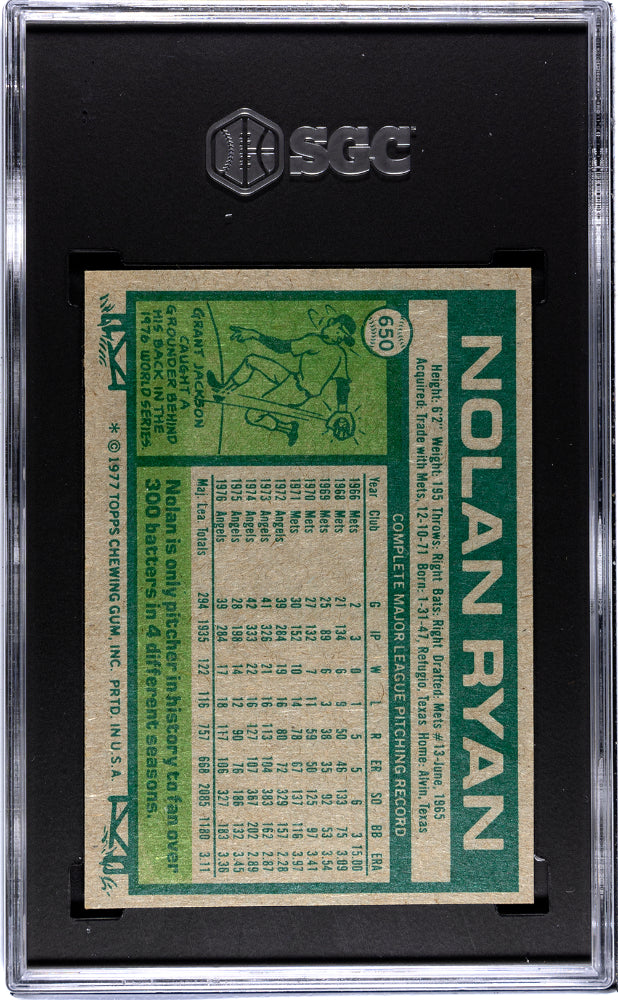 SGC
NOLAN RYAN
Height: 6'2" Weight: 195 Throws: Right Bats: Right Drafted: Mets #13-June, 1965
Acquired: Trade with Mets, 12-10-71 Born: 1-31-47, Refugio, Texas Home: Alvin, Texas
650
COMPLETE MAJOR LEAGUE PITCHING RECORD
Year Club G IP W L R ER SO BB ERA
1966 Mets 2 3 0 1 5 5 6 3 15.00
1968 Mets 21 134 6 9 50 46 133 75 3.09
1969 Mets 25 89 6 3 38 35 92 53 3.54
1970 Mets 27 132 7 11 59 50 125 97 3.41
1971 Mets 30 152 10 14 78 67 137 116 3.97
1972 Angels 39 284 19 16 80 72 329 157 2.28
1973 Angels 41 326 21 16 113 104 383 162 2.87
1974 Angels 42 333 22 16 127 107 367 202 2.89
1975 Angels 28 198 14 12 90 76 186 132 3.45
1976 Angels 39 284 17 18 117 106 327 183 3.36
Maj. Lea. Totals 294 1935 122 116 757 668 2085 1180 3.11
GRANT JACKSON
CAUGHT A
GROUNDER BEHIND
HIS BACK IN THE
1976 WORLD SERIES
Nolan is only pitcher in history to fan over
300 batters in 4 different seasons.
* © 1977 TOPPS CHEWING GUM, INC. PRTD. IN U.S.A.